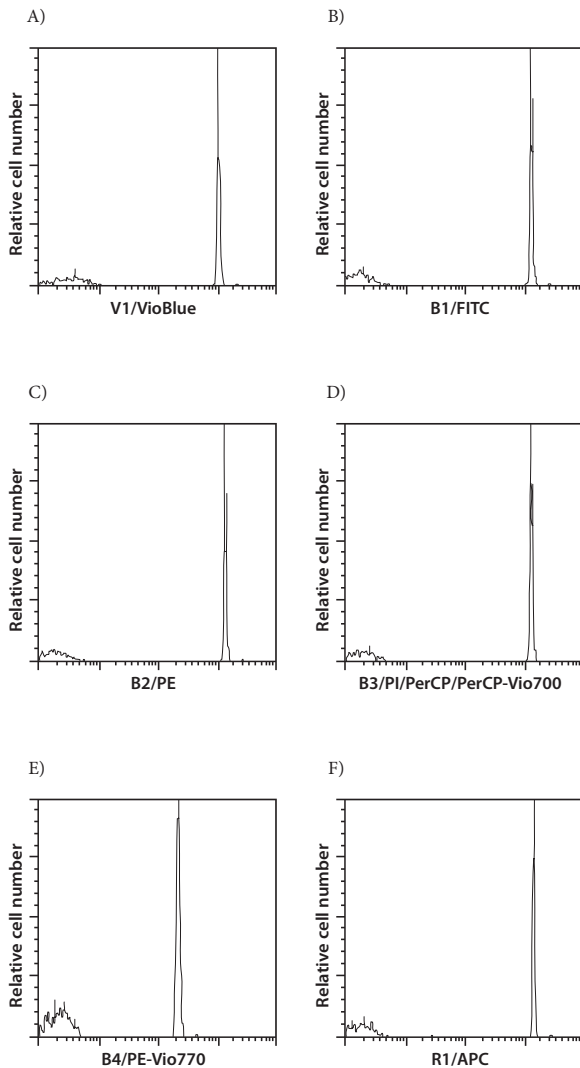 A)
B)
Relative cell number
Relative cell number
V1/VioBlue
B1/FITC
C)
D)
Relative cell number
Relative cell number
B2/PE
B3/PI/PerCP/PerCP-Vio700
E)
F)
Relative cell number
Relative cell number
B4/PE-Vio770
R1/APC